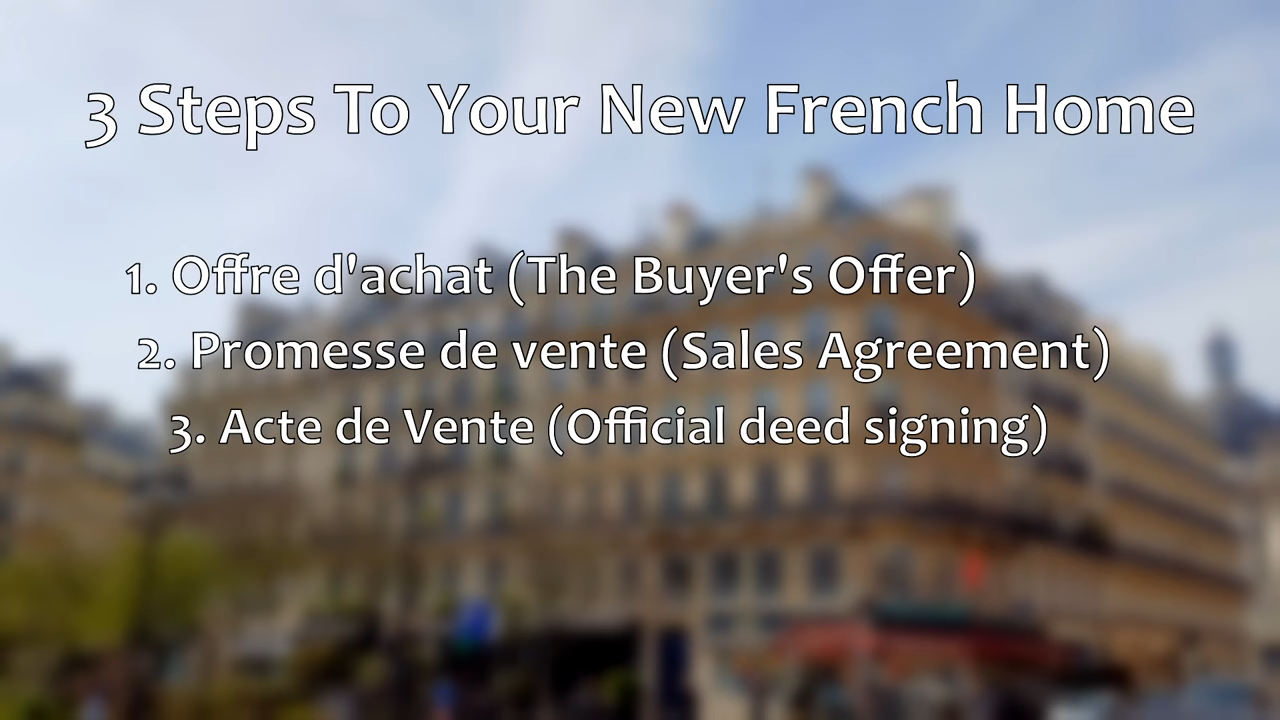 3 Steps To Your New French Home
1. Offre d'achat (The Buyer's Offer)
2. Promesse de vente (Sales Agreement)
3. Acte de Vente (Official deed signing)